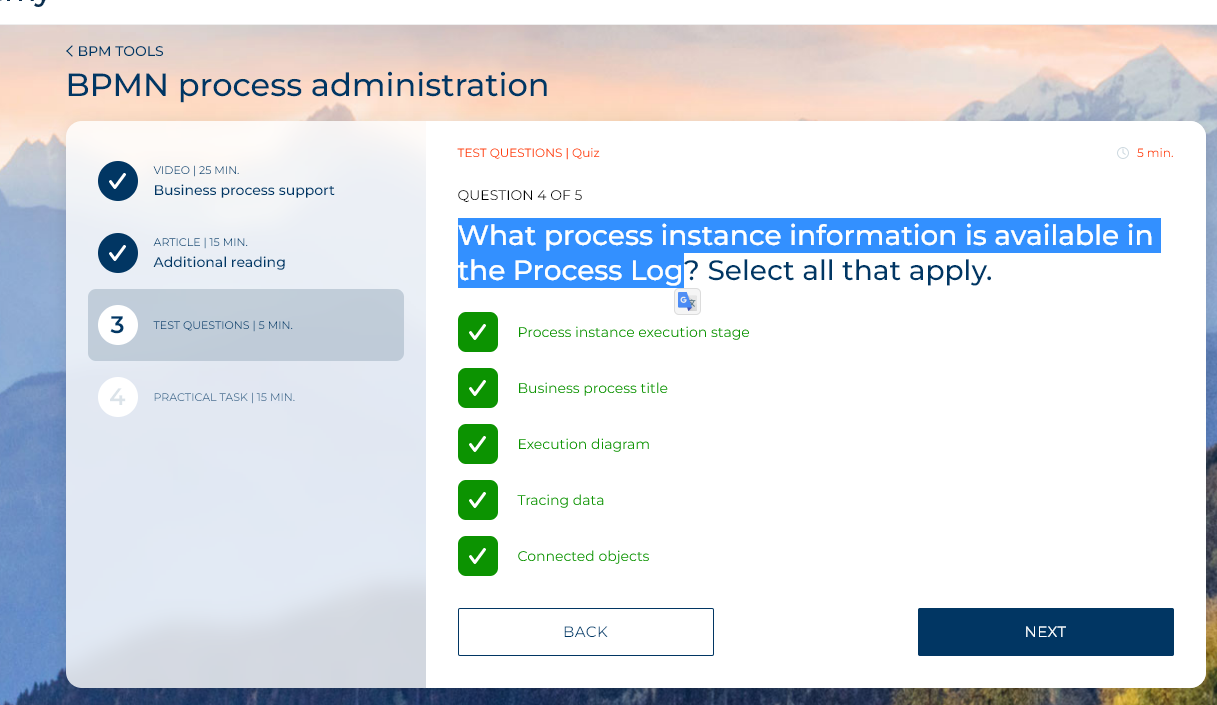 < BPM TOOLS
BPMN process administration
VIDEO | 25 MIN.
Business process support
ARTICLE | 15 MIN.
Additional reading
3
TEST QUESTIONS | 5 MIN.
4
PRACTICAL TASK | 15 MIN.
TEST QUESTIONS | Quiz
5 min.
QUESTION 4 OF 5
What process instance information is available in
the Process Log? Select all that apply.
Process instance execution stage
Business process title
Execution diagram
Tracing data
Connected objects
BACK
NEXT